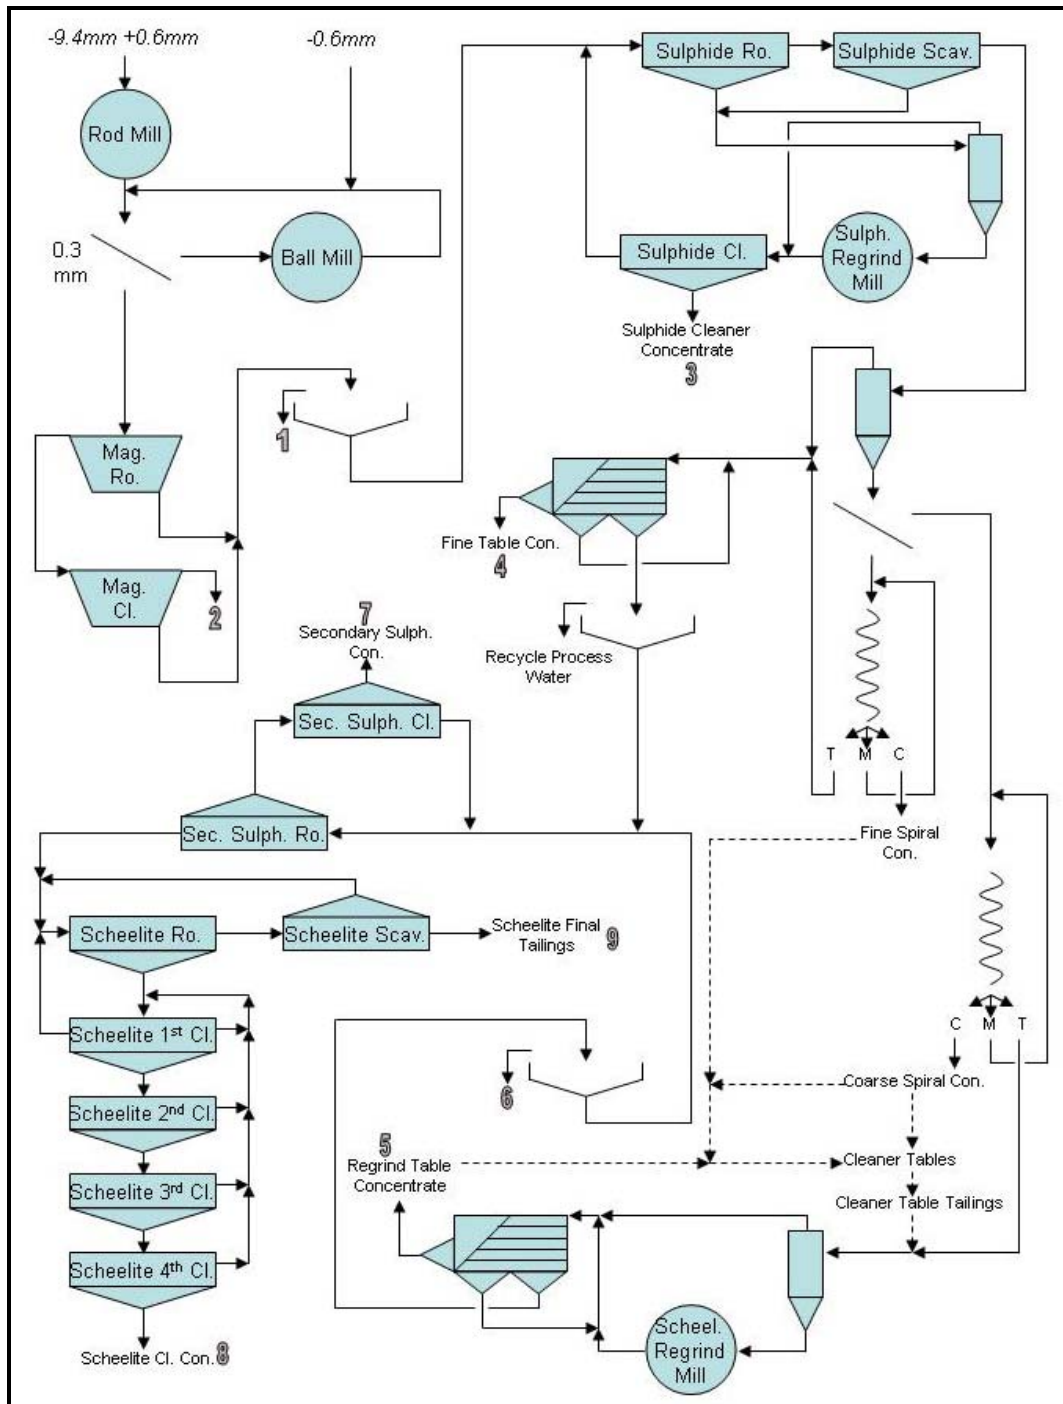 -9.4mm +0.6mm
-0.6mm
Sulphide Ro.
Sulphide Scav.
Rod Mill
0.3
mm
Ball Mill
Sulphide Cl.
Sulph.
Regrind
Mill
Sulphide Cleaner
Concentrate
3
1
Mag.
Ro.
Fine Table Con.
4
Mag.
Cl.
2
7
Secondary Sulph.
Con.
Recycle Process
Water
Sec. Sulph. Cl.
T M C
Sec. Sulph. Ro.
Fine Spiral
Con.
Scheelite Ro.
Scheelite Scav.
Scheelite Final
Tailings
9
Scheelite 1st Cl.
C M T
6
Coarse Spiral Con.
Scheelite 2nd Cl.
5
Regrind Table
Concentrate
Cleaner Tables
Scheelite 3rd Cl.
Cleaner Table Tailings
Scheelite 4th Cl.
Scheel.
Regrind
Mill
Scheelite Cl. Con. 8